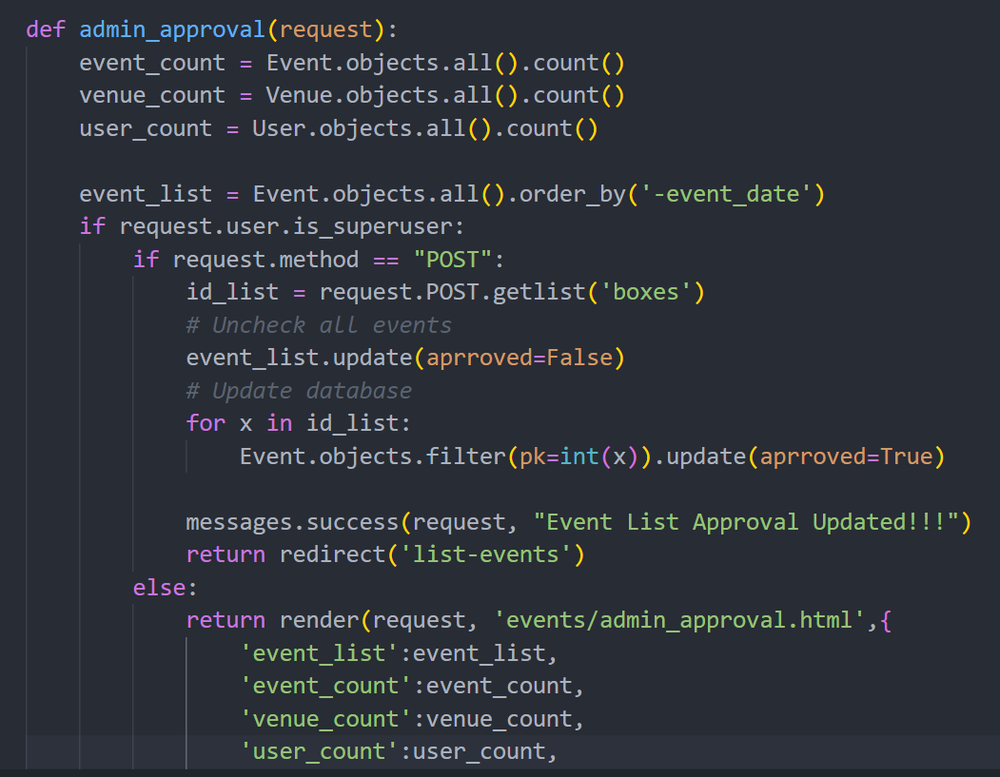 def admin_approval(request):
    event_count = Event.objects.all().count()
    venue_count = Venue.objects.all().count()
    user_count = User.objects.all().count()

    event_list = Event.objects.all().order_by('-event_date')
    if request.user.is_superuser:
        if request.method == "POST":
            id_list = request.POST.getlist('boxes')
            # Uncheck all events
            event_list.update(aprroved=False)
            # Update database
            for x in id_list:
                Event.objects.filter(pk=int(x)).update(aprroved=True)

            messages.success(request, "Event List Approval Updated!!!")
            return redirect('list-events')
        else:
            return render(request, 'events/admin_approval.html',{
                'event_list':event_list,
                'event_count':event_count,
                'venue_count':venue_count,
                'user_count':user_count,